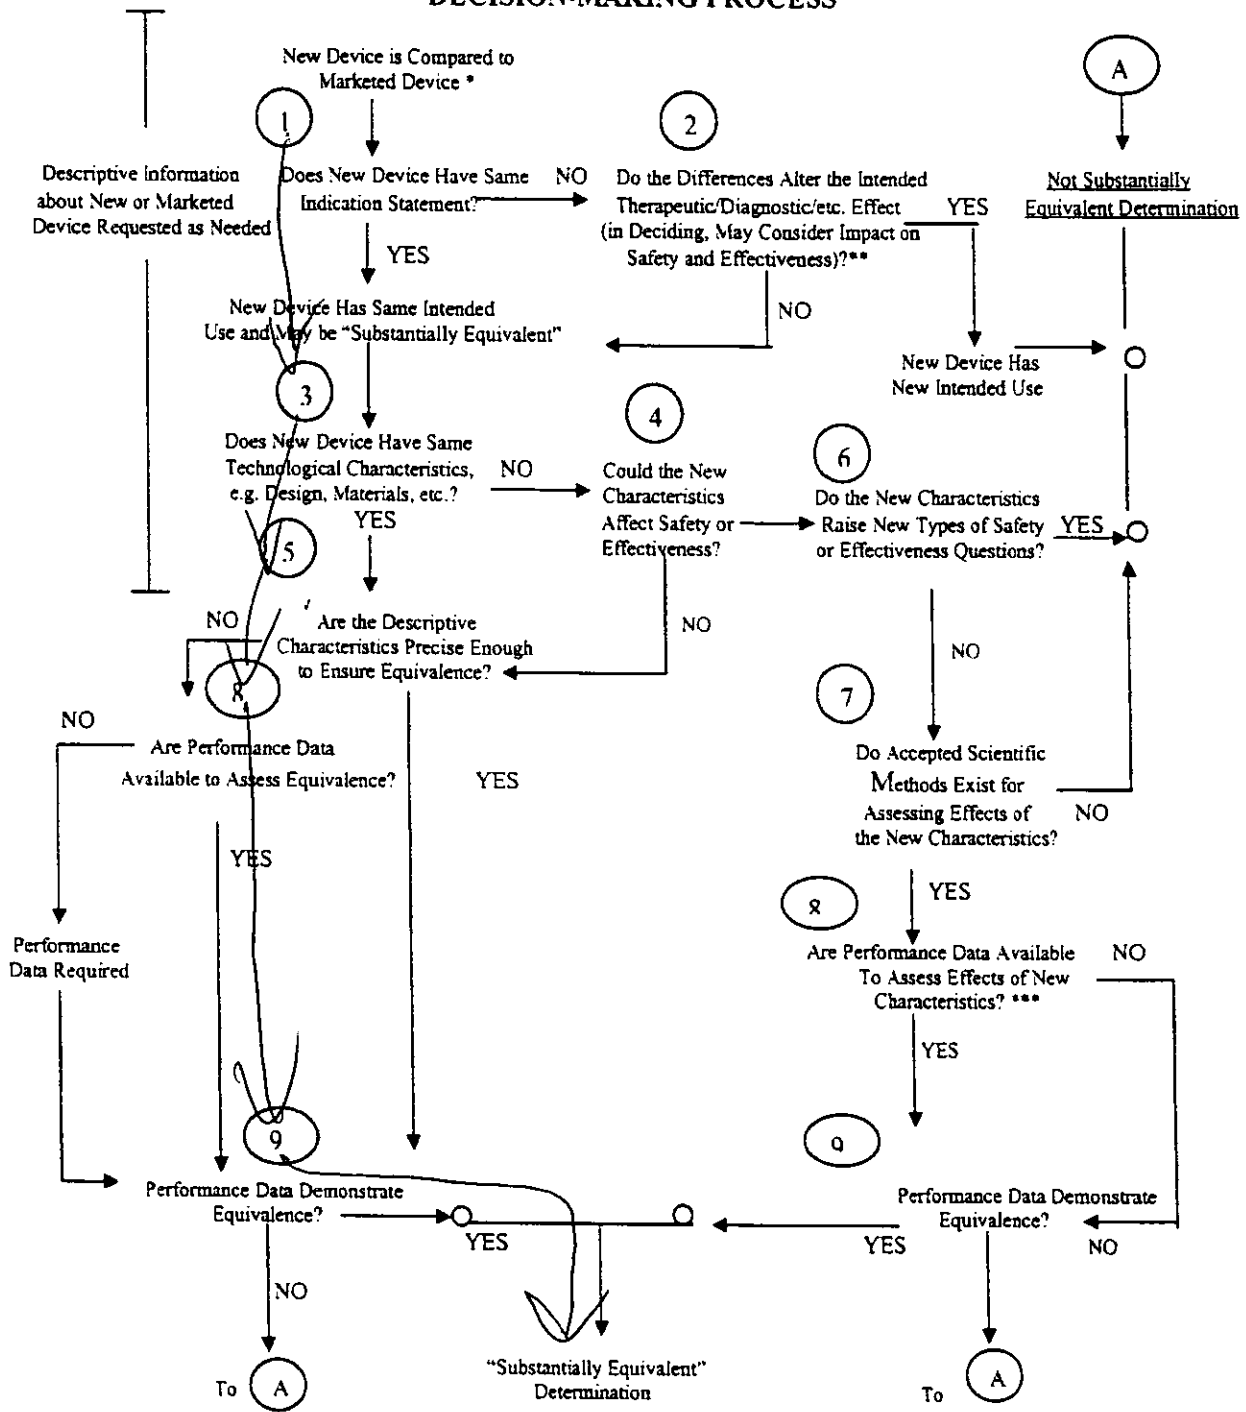 DECISION-MAKING PROCESS
New Device is Compared to
Marketed Device *
A
1
2
Descriptive Information
about New or Marketed
Device Requested as Needed
Does New Device Have Same
Indication Statement?
NO
Do the Differences Alter the Intended
Therapeutic/Diagnostic/etc. Effect
(in Deciding, May Consider Impact on
Safety and Effectiveness)?**
YES
Not Substantially
Equivalent Determination
YES
New Device Has Same Intended
Use and May be “Substantially Equivalent”
NO
New Device Has
New Intended Use
3
4
6
Does New Device Have Same
Technological Characteristics,
e.g. Design, Materials, etc.?
NO
Could the New
Characteristics
Affect Safety or
Effectiveness?
Do the New Characteristics
Raise New Types of Safety
or Effectiveness Questions?
YES
YES
5
NO
Are the Descriptive
Characteristics Precise Enough
to Ensure Equivalence?
NO
NO
8
7
NO
Are Performance Data
Available to Assess Equivalence?
YES
Do Accepted Scientific
Methods Exist for
Assessing Effects of
the New Characteristics?
NO
YES
YES
8
Performance
Data Required
Are Performance Data Available
To Assess Effects of New
Characteristics? ***
NO
YES
9
9
Performance Data Demonstrate
Equivalence?
YES
Performance Data Demonstrate
Equivalence?
YES
NO
NO
To
A
“Substantially Equivalent”
Determination
To
A